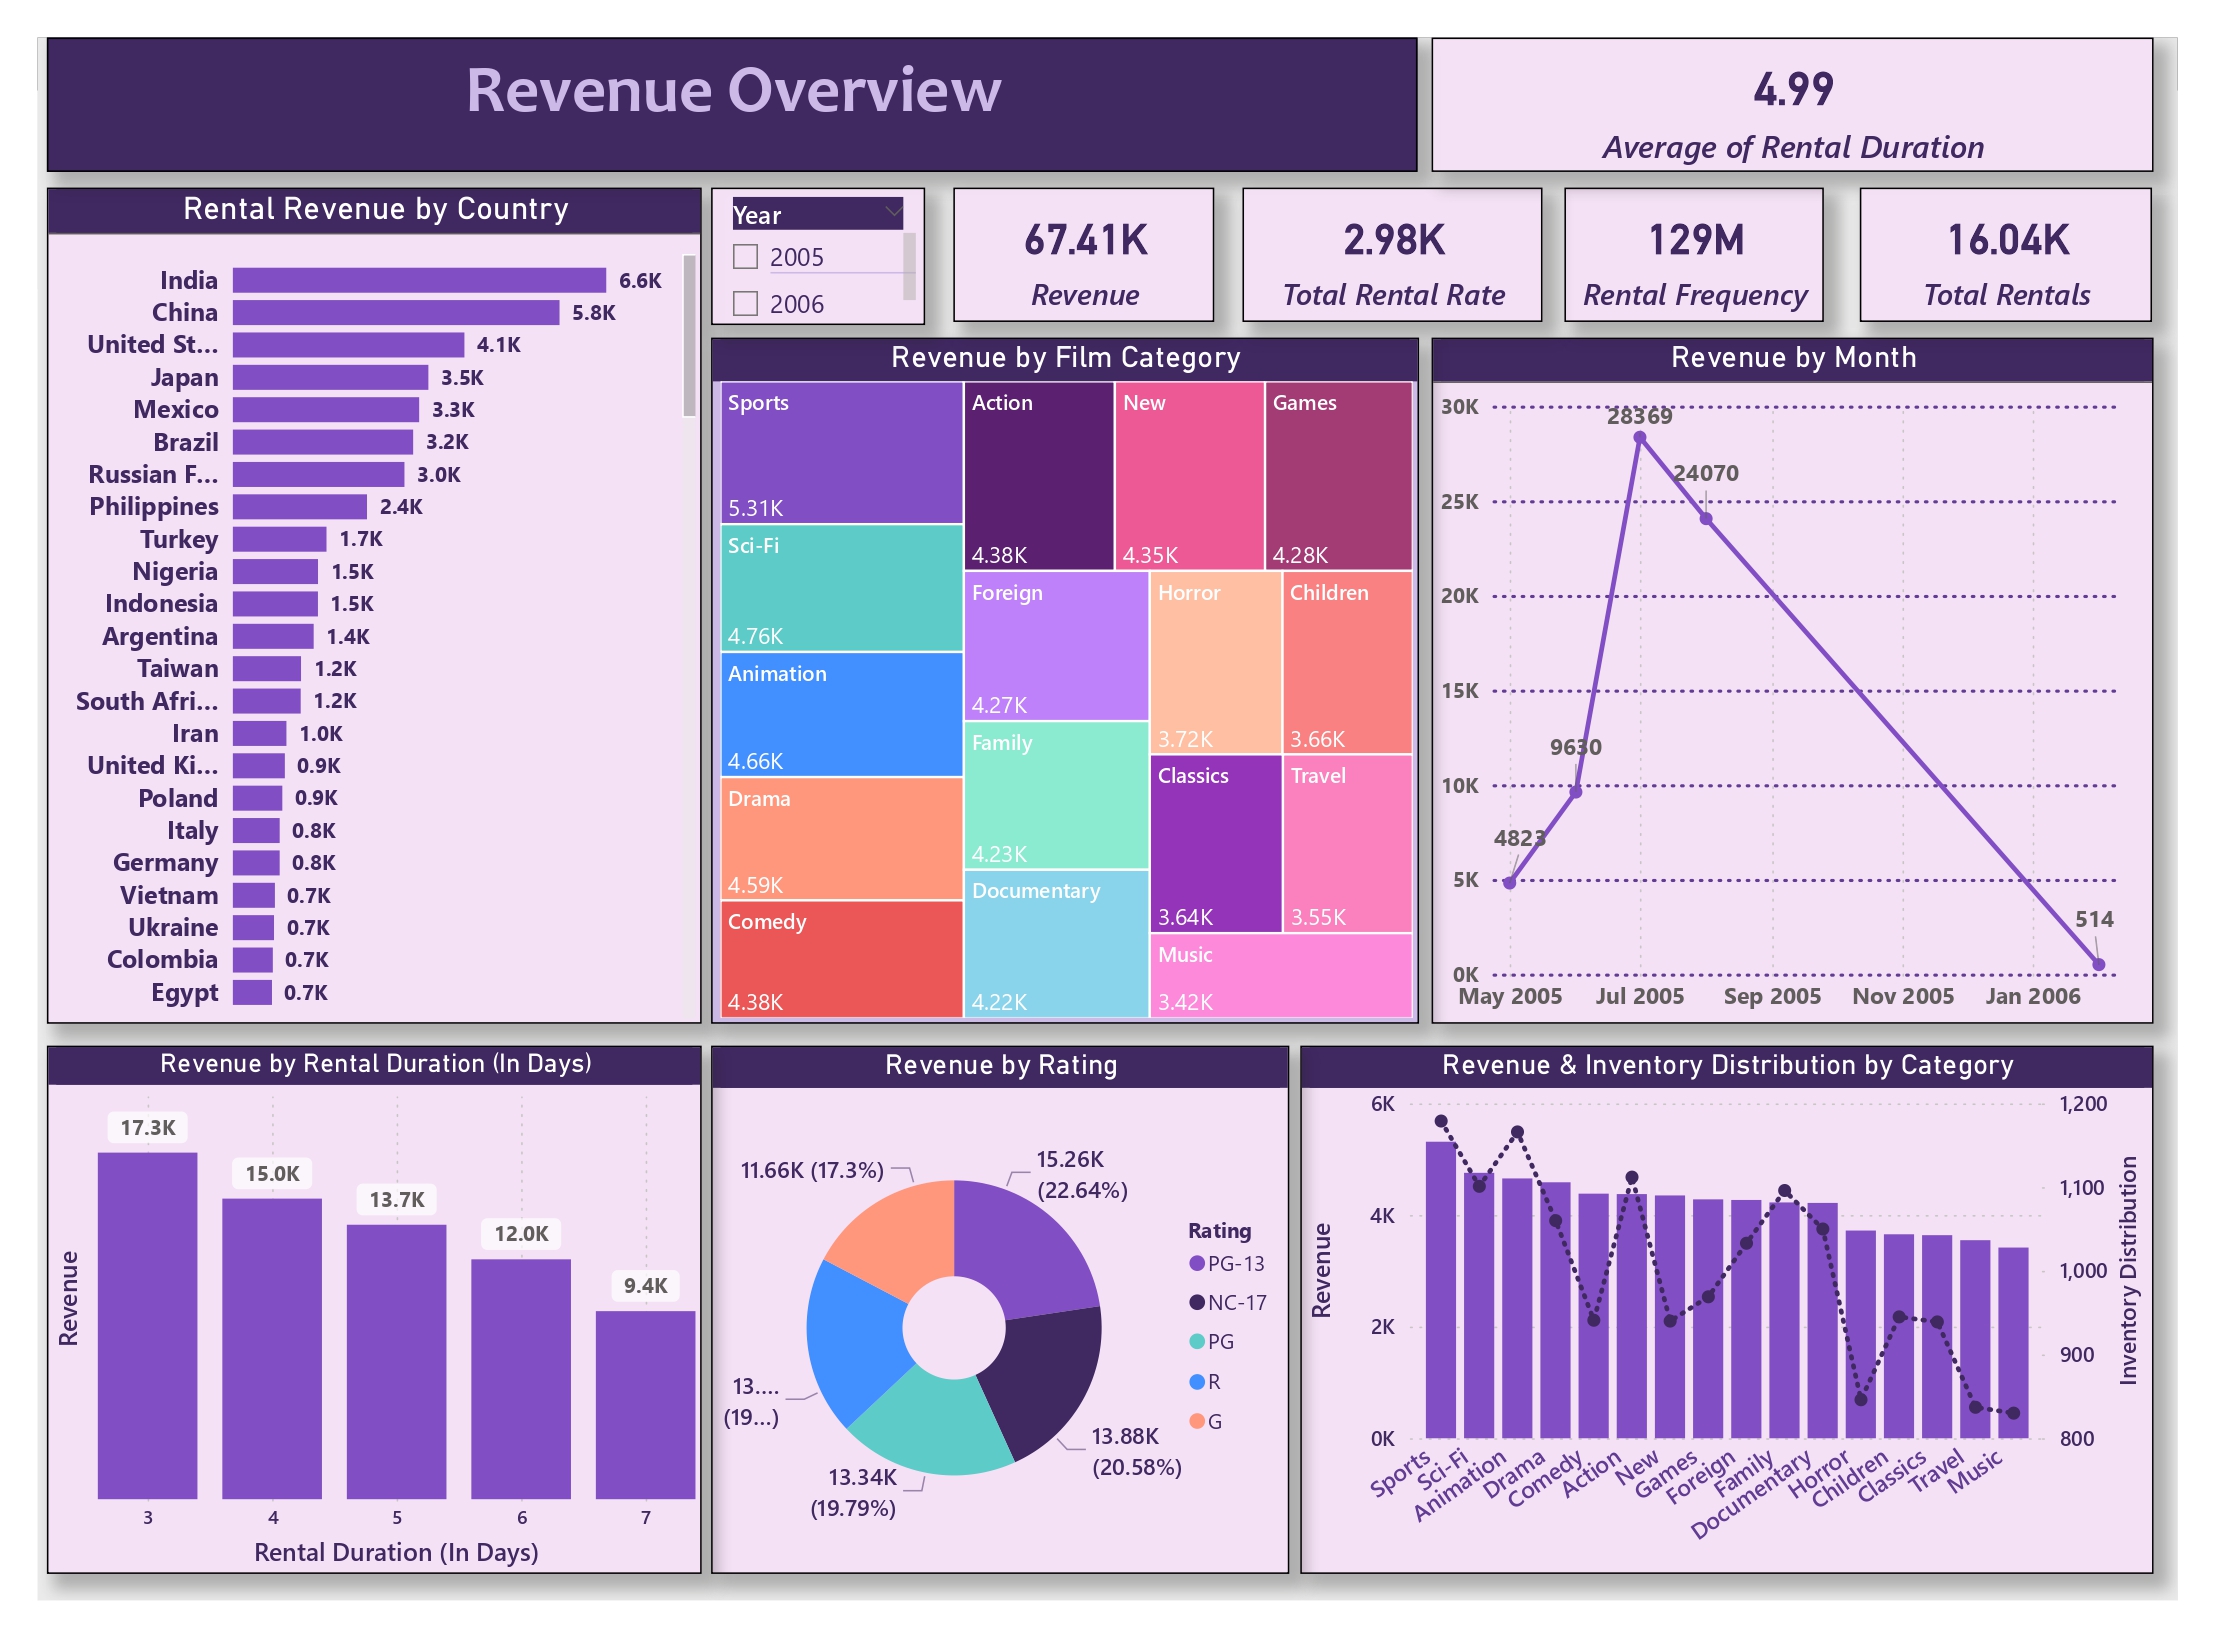 Revenue Overview
4.99
Average of Rental Duration
Rental Revenue by Country
India 6.6K
China 5.8K
United St... 4.1K
Japan 3.5K
Mexico 3.3K
Brazil 3.2K
Russian F... 3.0K
Philippines 2.4K
Turkey 1.7K
Nigeria 1.5K
Indonesia 1.5K
Argentina 1.4K
Taiwan 1.2K
South Afri... 1.2K
Iran 1.0K
United Ki... 0.9K
Poland 0.9K
Italy 0.8K
Germany 0.8K
Vietnam 0.7K
Ukraine 0.7K
Colombia 0.7K
Egypt 0.7K
Year
2005
2006
67.41K
Revenue
2.98K
Total Rental Rate
129M
Rental Frequency
16.04K
Total Rentals
Revenue by Film Category
Sports
5.31K
Sci-Fi
4.76K
Animation
4.66K
Drama
4.59K
Comedy
4.38K
Action
4.38K
New
4.35K
Games
4.28K
Foreign
4.27K
Family
4.23K
Documentary
4.22K
Horror
3.72K
Children
3.66K
Classics
3.64K
Travel
3.55K
Music
3.42K
Revenue by Month
30K
25K
20K
15K
10K
5K
0K
4823
9630
28369
24070
514
May 2005 Jul 2005 Sep 2005 Nov 2005 Jan 2006
Revenue by Rental Duration (In Days)
Revenue
17.3K
15.0K
13.7K
12.0K
9.4K
3 4 5 6 7
Rental Duration (In Days)
Revenue by Rating
11.66K (17.3%)
15.26K
(22.64%)
13....
(19...)
13.34K
(19.79%)
13.88K
(20.58%)
Rating
PG-13
NC-17
PG
R
G
Revenue & Inventory Distribution by Category
Revenue
6K
4K
2K
0K
1,200
1,100
1,000
900
800
Inventory Distribution
Sports
Sci-Fi
Animation
Drama
Comedy
Action
New
Games
Foreign
Family
Documentary
Horror
Children
Classics
Travel
Music